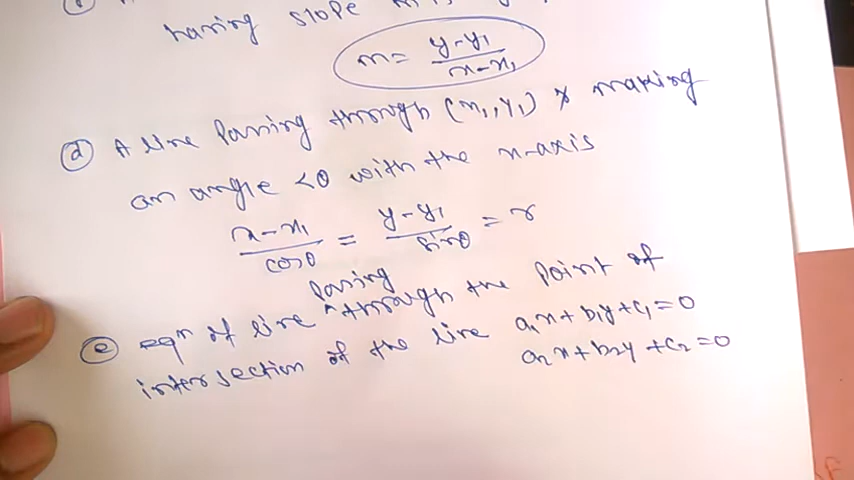 having slope
m = y-y₁ / x-x₁
(d) A line Passing through (x₁, y₁) & making
an angle <θ with the x-axis
x-x₁ / cosθ = y-y₁ / sinθ = r
Passing
(e) eqⁿ of line ^ through the Point of
intersection of the line a₁x+b₁y+c₁=0
a₂x+b₂y+c₂=0